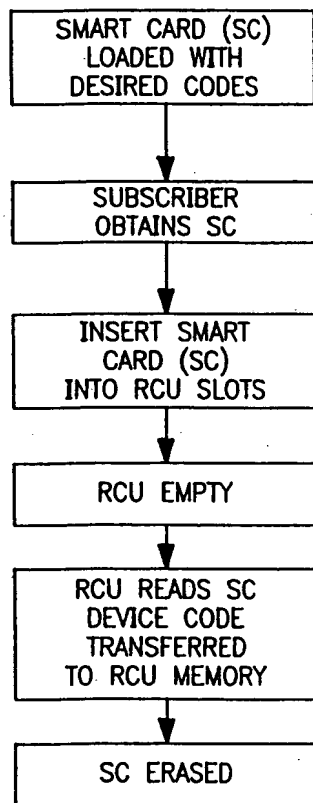 SMART CARD (SC)
LOADED WITH
DESIRED CODES
SUBSCRIBER
OBTAINS SC
INSERT SMART
CARD (SC)
INTO RCU SLOTS
RCU EMPTY
RCU READS SC
DEVICE CODE
TRANSFERRED
TO RCU MEMORY
SC ERASED